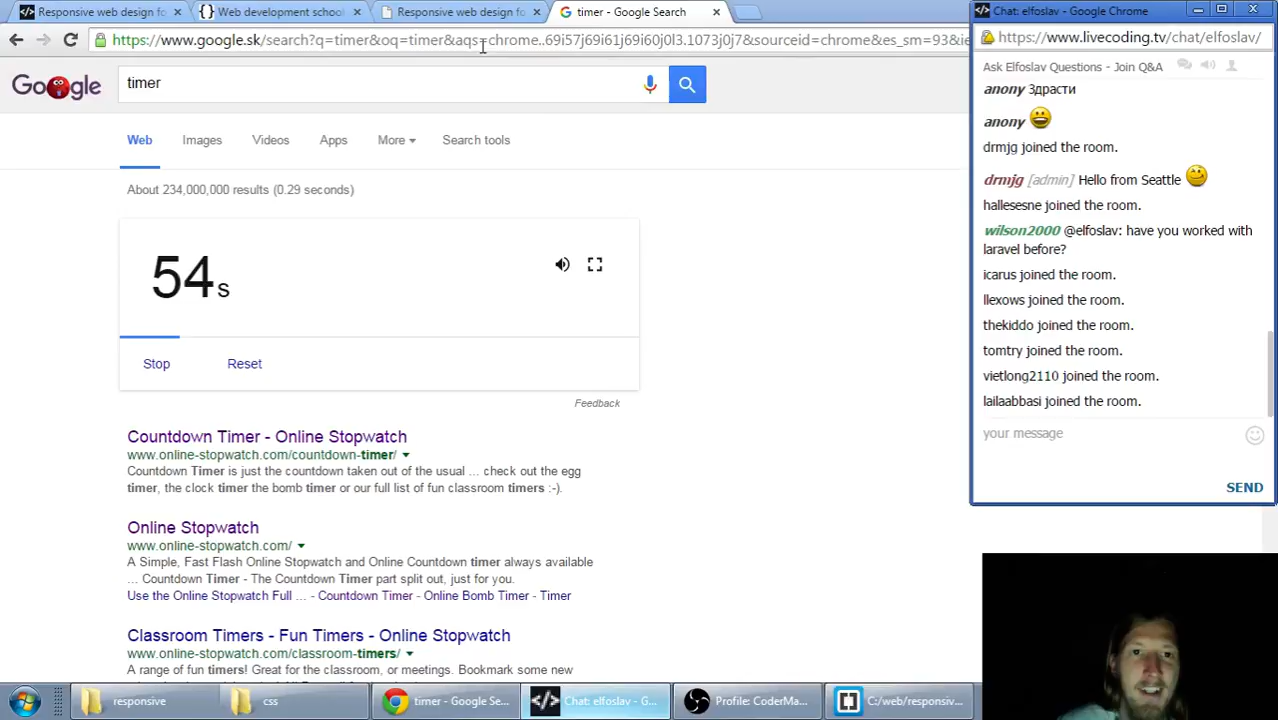 Responsive web design fo
Web development school
Responsive web design fo
timer - Google Search
Chat: elfoslav - Google Chrome
https://www.google.sk/search?q=timer&oq=timer&aqs=chrome..69i57j69i61j69i60j0l3.1073j0j7&sourceid=chrome&es_sm=93&ie
https://www.livecoding.tv/chat/elfoslav/
Google
timer
Web
Images
Videos
Apps
More
Search tools
About 234,000,000 results (0.29 seconds)
54 s
Stop
Reset
Feedback
Countdown Timer - Online Stopwatch
www.online-stopwatch.com/countdown-timer/
Countdown Timer is just the countdown taken out of the usual ... check out the egg
timer, the clock timer the bomb timer or our full list of fun classroom timers :-).
Online Stopwatch
www.online-stopwatch.com/
A Simple, Fast Flash Online Stopwatch and Online Countdown timer always available
... Countdown Timer - The Countdown Timer part split out, just for you.
Use the Online Stopwatch Full ... - Countdown Timer - Online Bomb Timer - Timer
Classroom Timers - Fun Timers - Online Stopwatch
www.online-stopwatch.com/classroom-timers/
A range of fun timers! Great for the classroom, or meetings. Bookmark some new
Ask Elfoslav Questions - Join Q&A
anony Здрасти
anony
drmjg joined the room.
drmjg [admin] Hello from Seattle
hallesesne joined the room.
wilson2000 @elfoslav: have you worked with
laravel before?
icarus joined the room.
llexows joined the room.
thekiddo joined the room.
tomtry joined the room.
vietlong2110 joined the room.
lailaabbasi joined the room.
your message
SEND
responsive
css
timer - Google Se...
Chat: elfoslav - G...
Profile: CoderMa...
C:/web/responsiv...